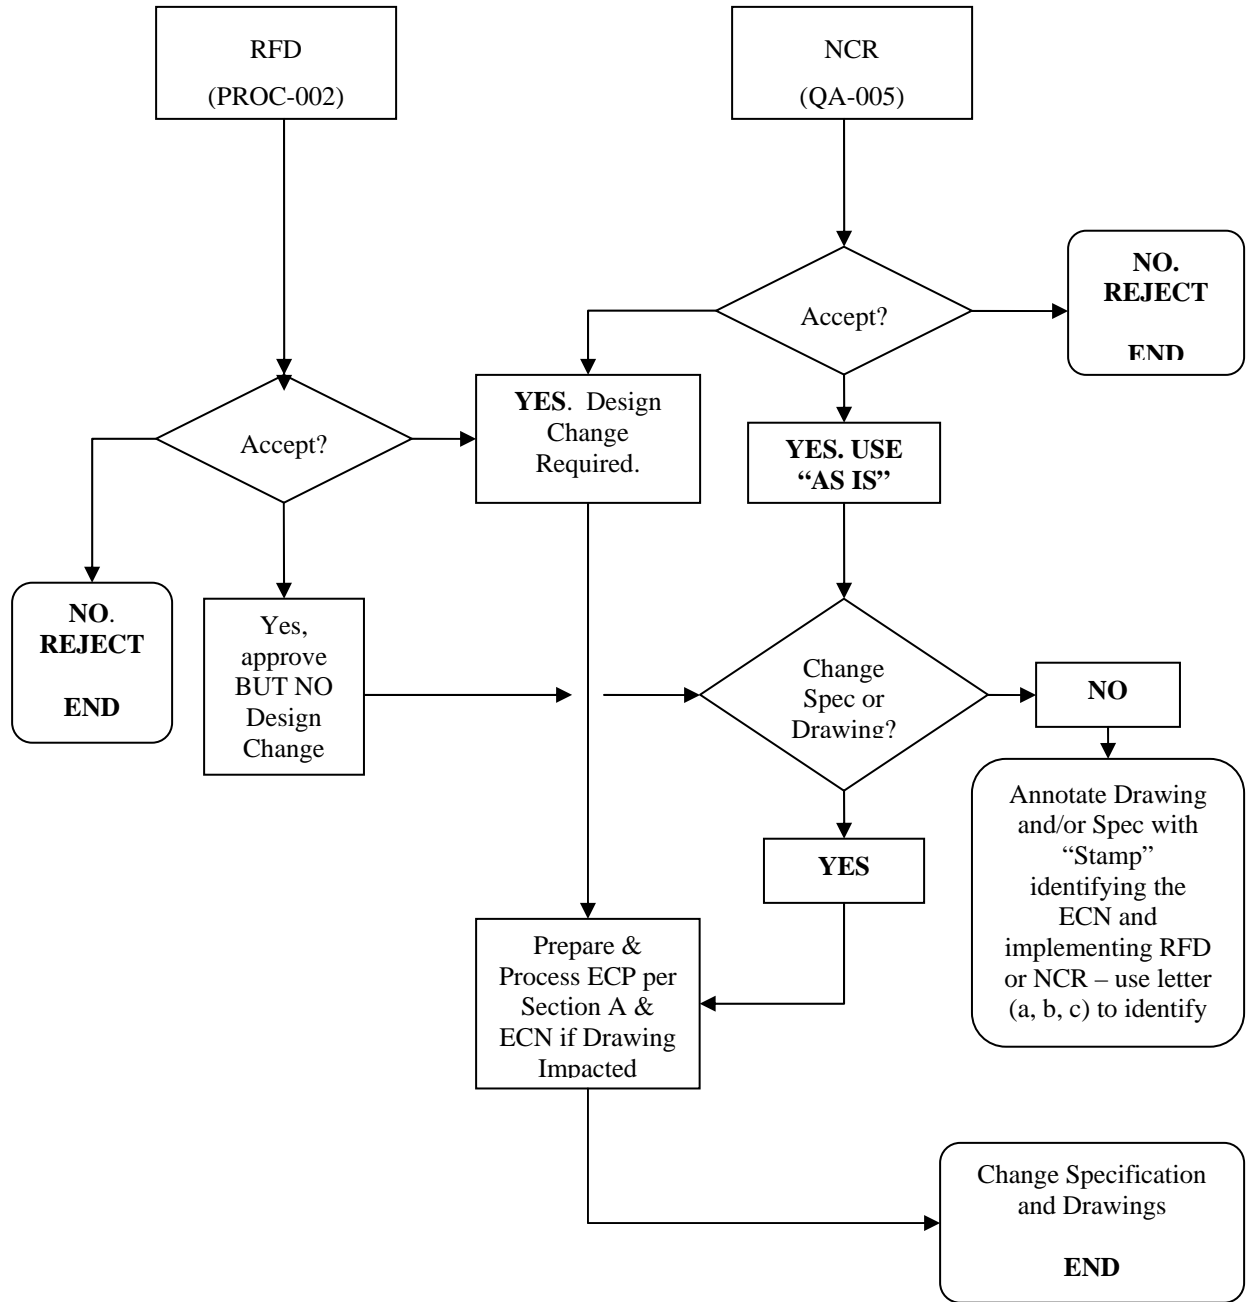 RFD
(PROC-002)
NCR
(QA-005)
NO.
REJECT
END
Accept?
YES.  Design
Change
Required.
Accept?
YES. USE
“AS IS”
NO.
REJECT
END
Yes,
approve
BUT NO
Design
Change
Change
Spec or
Drawing?
NO
Annotate Drawing
and/or Spec with
“Stamp”
identifying the
ECN and
implementing RFD
or NCR – use letter
(a, b, c) to identify
YES
Prepare &
Process ECP per
Section A &
ECN if Drawing
Impacted
Change Specification
and Drawings
END